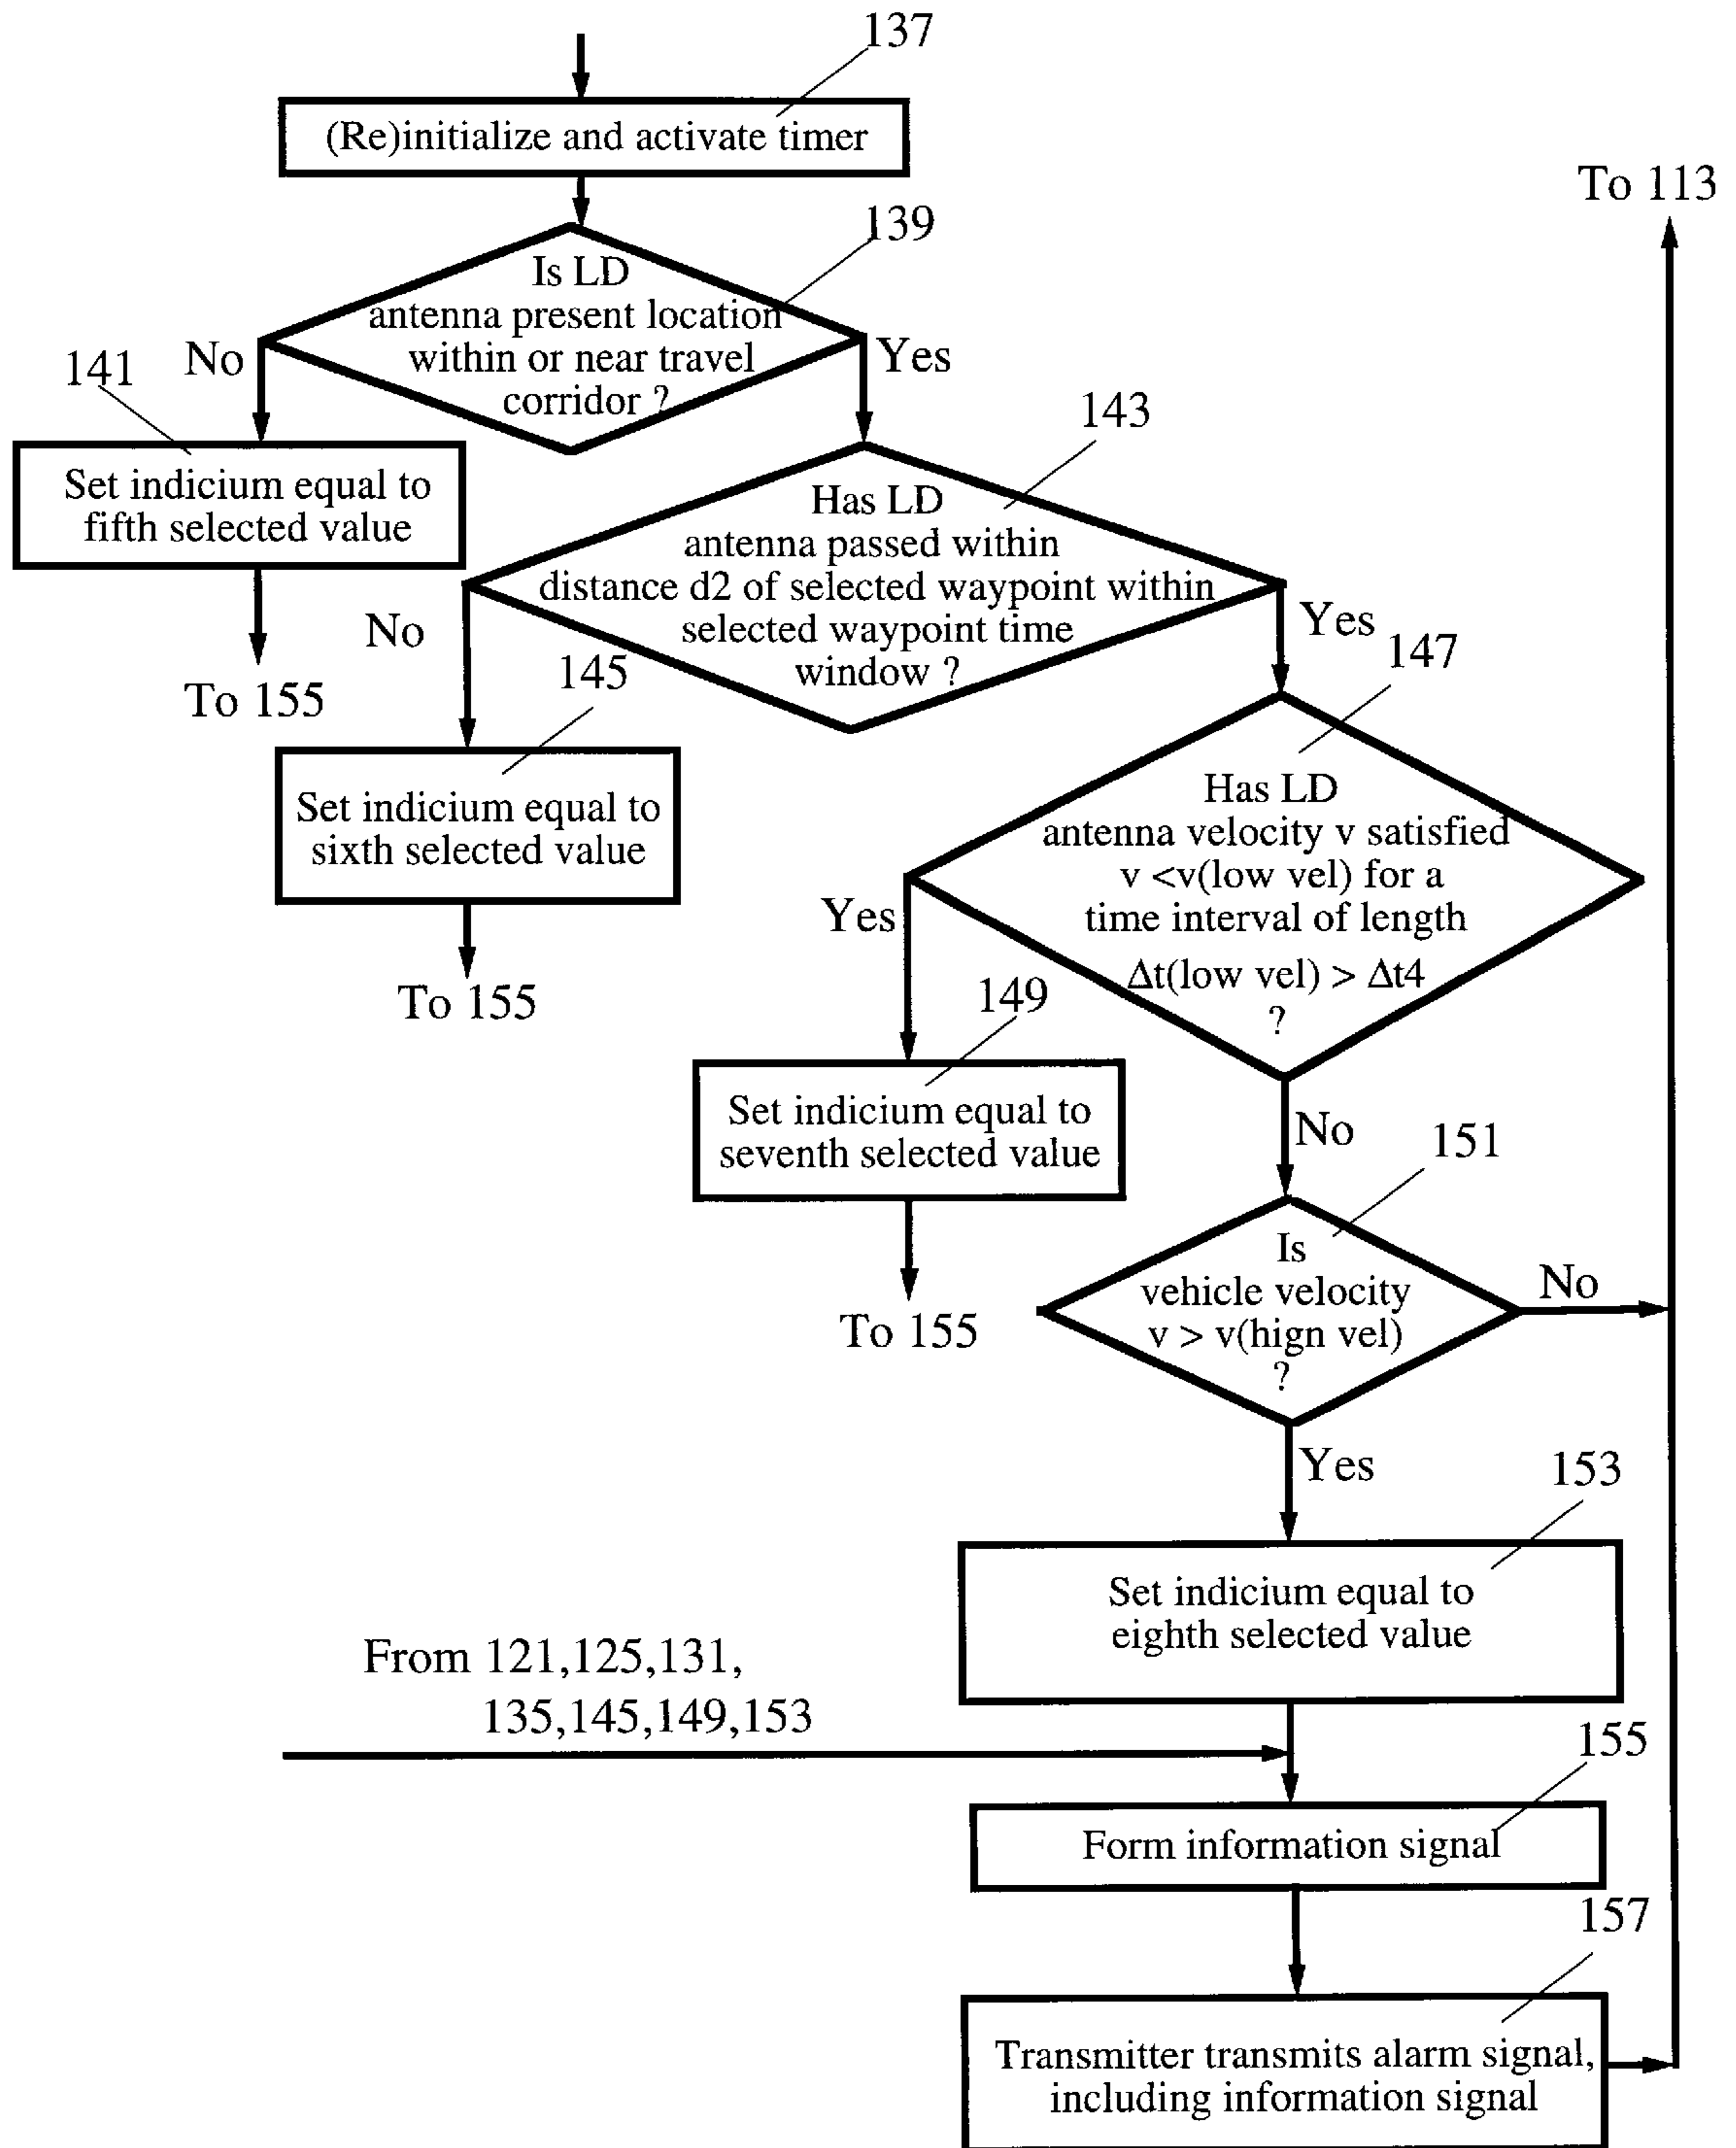 137
(Re)initialize and activate timer
To 113
139
Is LD
antenna present location
within or near travel
corridor ?
No
Yes
141
Set indicium equal to
fifth selected value
To 155
143
Has LD
antenna passed within
distance d2 of selected waypoint within
selected waypoint time
window ?
No
Yes
145
Set indicium equal to
sixth selected value
To 155
147
Has LD
antenna velocity v satisfied
v <v(low vel) for a
time interval of length
Δt(low vel) > Δt4
?
Yes
No
149
Set indicium equal to
seventh selected value
To 155
151
Is
vehicle velocity
v > v(hign vel)
?
No
Yes
153
Set indicium equal to
eighth selected value
From 121,125,131,
135,145,149,153
155
Form information signal
157
Transmitter transmits alarm signal,
including information signal